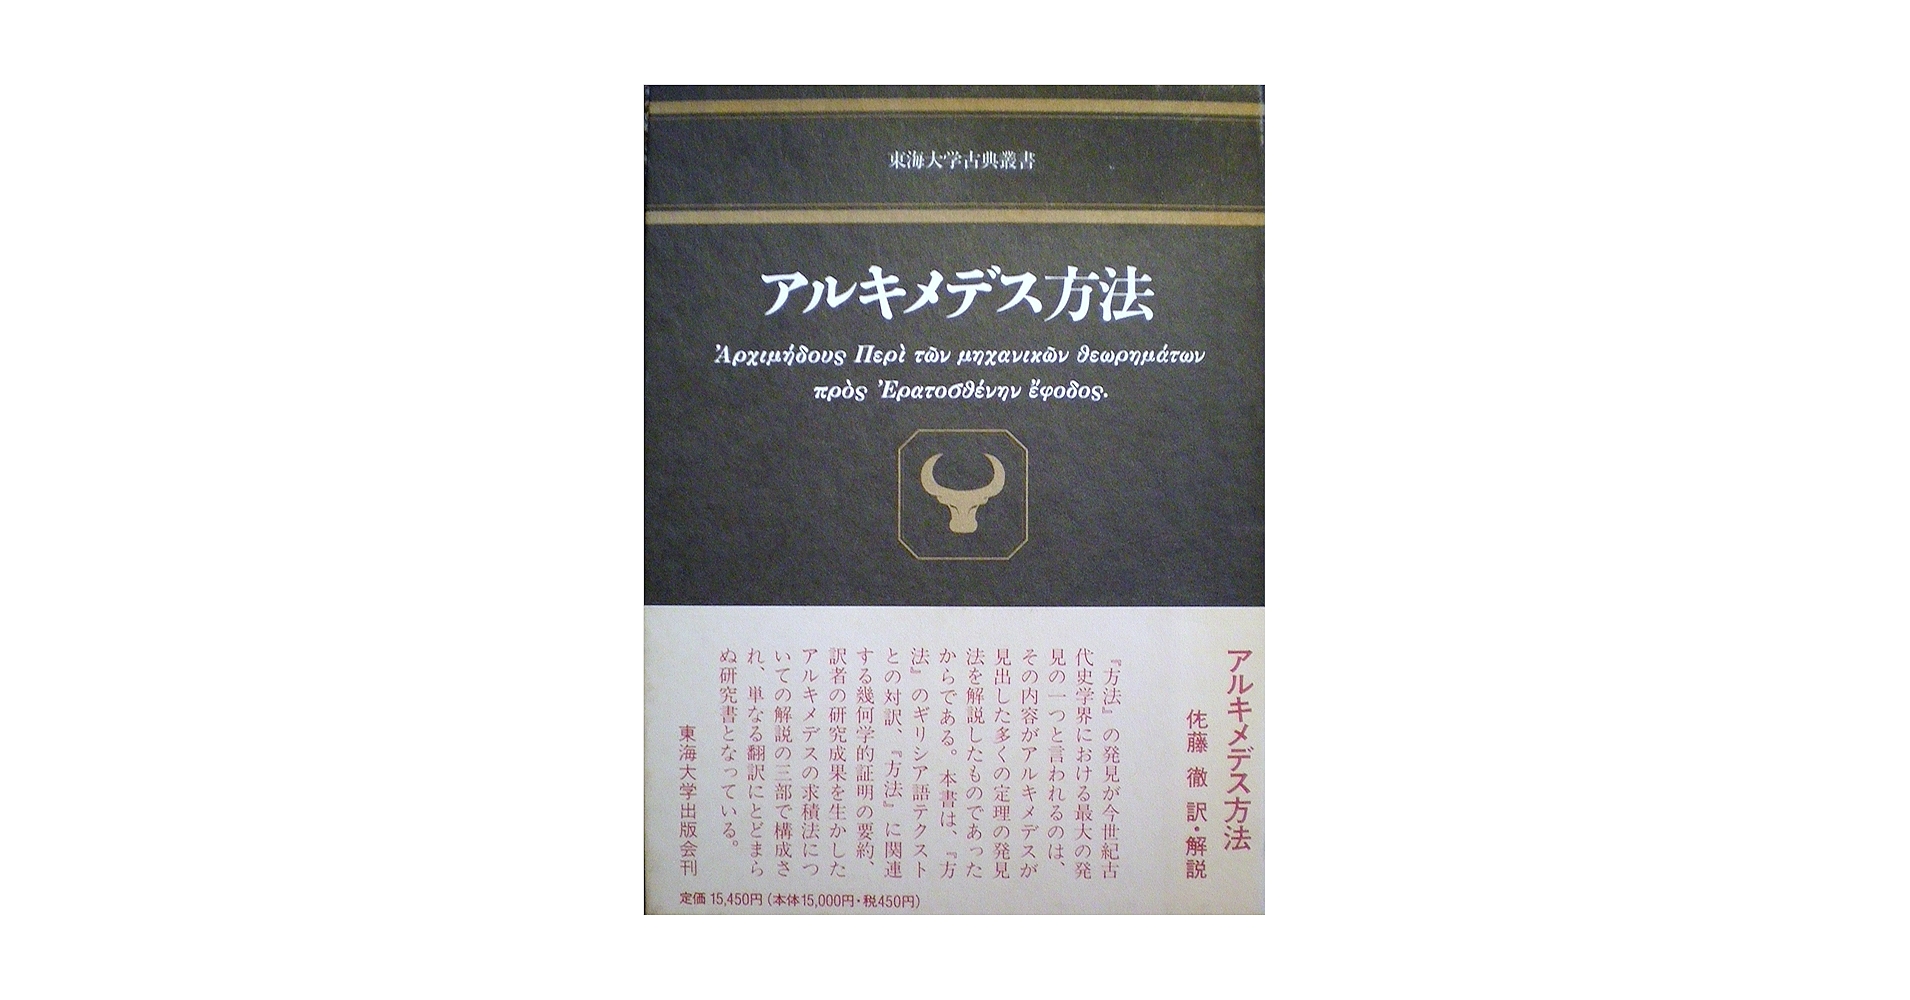 東海大学古典叢書
アルキメデス方法
Ἀρχιμήδους Περὶ τῶν μηχανικῶν θεωρημάτων
πρὸς Ἐρατοσθένην ἔφοδος.
アルキメデス方法
佐藤 徹 訳・解説
『方法』の発見が今世紀古
代史学界における最大の発
見の一つと言われるのは、
その内容がアルキメデスが
見出した多くの定理の発見
法を解説したものであった
からである。本書は、『方
法』のギリシア語テクスト
との対訳、『方法』に関連
する幾何学的証明の要約、
訳者の研究成果を生かした
アルキメデスの求積法につ
いての解説の三部で構成さ
れ、単なる翻訳にとどまら
ぬ研究書となっている。
東海大学出版会刊
定価 15,450円 (本体15,000円・税450円)